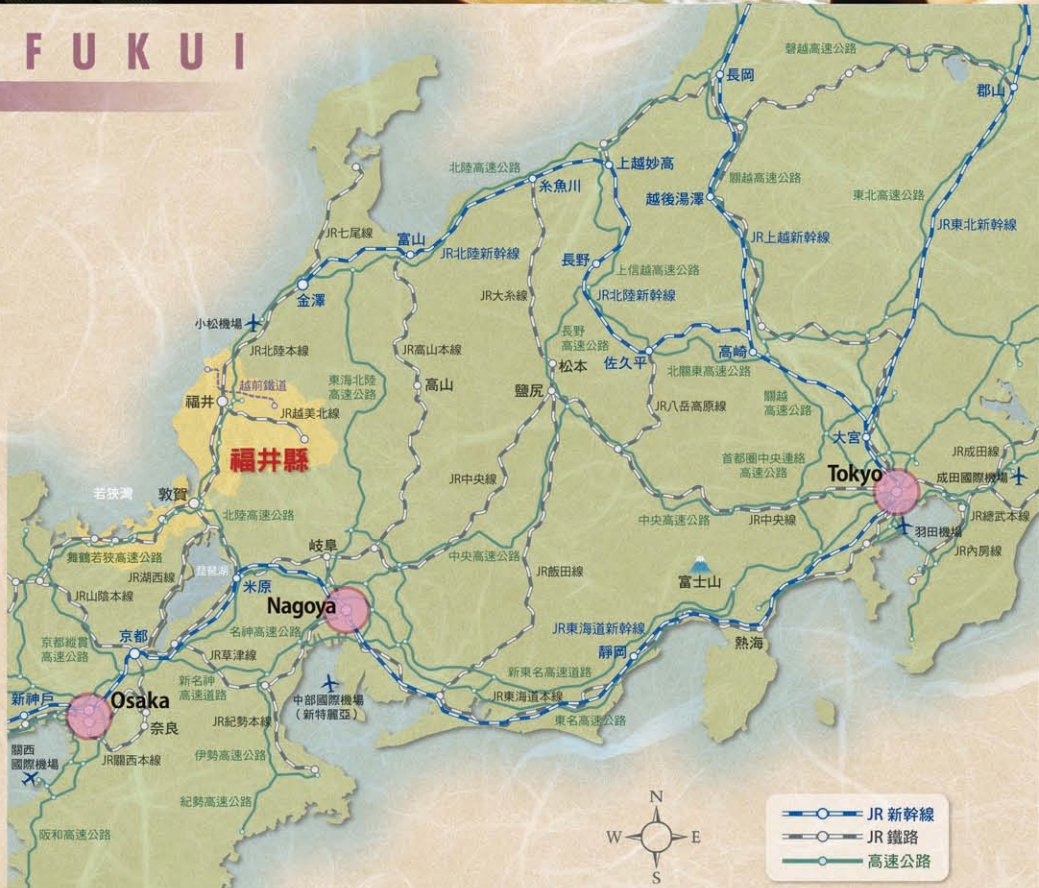 FUKUI
磐越高速公路
長岡
郡山
北陸高速公路
上越妙高
糸魚川
關越高速公路
越後湯澤
東北高速公路
JR七尾線
富山
JR北陸新幹線
JR上越新幹線
JR東北新幹線
長野
上信越高速公路
金澤
JR大糸線
JR北陸新幹線
小松機場
JR北陸本線
JR高山本線
長野
高速公路
松本
佐久平
高崎
北關東高速公路
越前鐵道
東海北陸
高速公路
高山
鹽尻
福井
JR越美北線
JR八岳高原線
關越
高速公路
福井縣
大宮
首都圈中央連絡
高速公路
JR成田線
Tokyo
成田國際機場
若狹灣
敦賀
JR中央線
北陸高速公路
中央高速公路
JR中央線
JR總武本線
羽田機場
岐阜
中央高速公路
JR內房線
舞鶴若狹高速公路
JR湖西線
琵琶湖
米原
JR飯田線
富士山
JR山陰本線
Nagoya
京都縱貫
高速公路
京都
名神高速公路
JR東海道新幹線
熱海
JR草津線
靜岡
新名神
高速道路
新東名高速道路
新神戶
Osaka
中部國際機場
(新特麗亞)
JR東海道本線
奈良
JR紀勢本線
東名高速公路
關西
國際機場
JR關西本線
伊勢高速公路
紀勢高速公路
阪和高速公路
N
W
E
S
JR 新幹線
JR 鐵路
高速公路